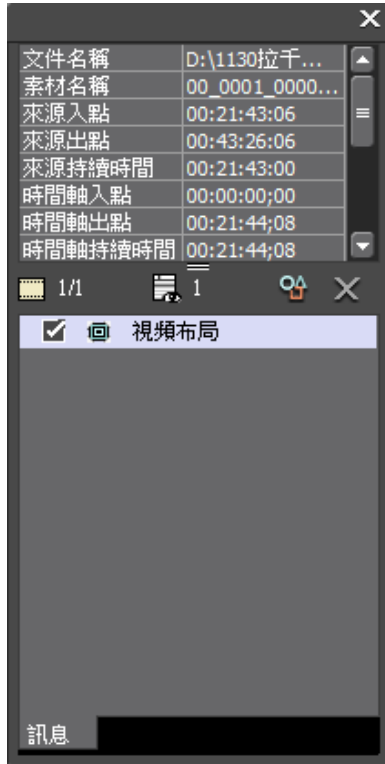 文件名稱 D:\1130拉千...
素材名稱 00_0001_0000...
來源入點 00:21:43:06
來源出點 00:43:26:06
來源持續時間 00:21:43:00
時間軸入點 00:00:00;00
時間軸出點 00:21:44;08
時間軸持續時間 00:21:44;08
1/1 1
視頻布局
訊息